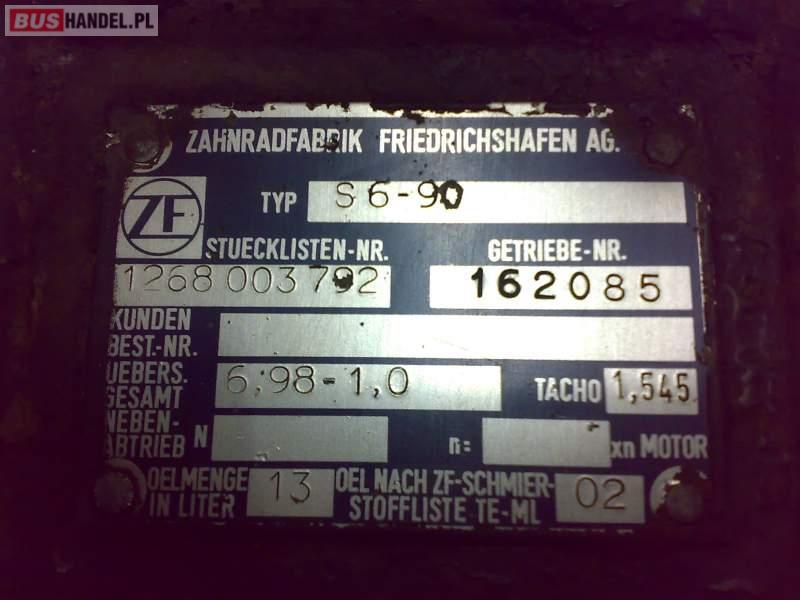 BUSHANDEL.PL
ZAHNRADFABRIK FRIEDRICHSHAFEN AG.
ZF
TYP S 6-90
STUECKLISTEN-NR. GETRIEBE-NR.
1268 003 792 162085
KUNDEN
BEST.-NR.
UEBERS. 6,98-1,0 TACHO 1,545
GESAMT
NEBEN-
ABTRIEB N n= xn MOTOR
OELMENGE 13 OEL NACH ZF-SCHMIER- 02
IN LITER STOFFLISTE TE-ML